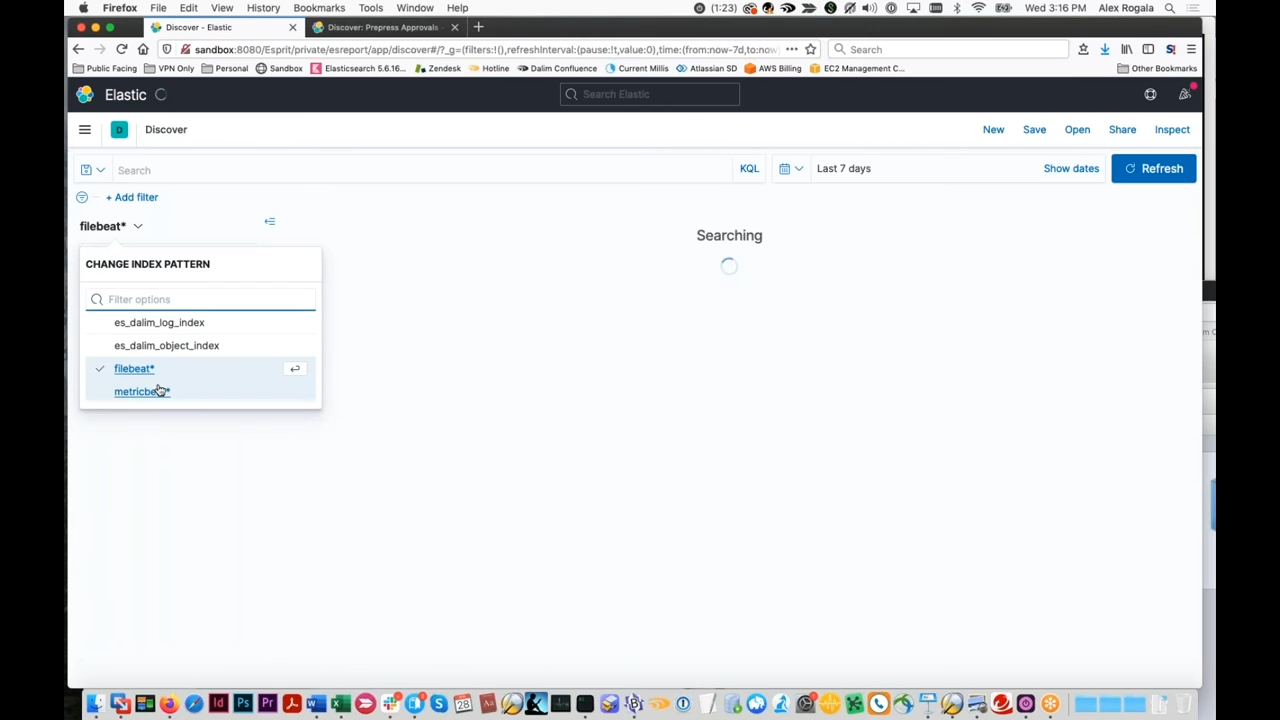 Firefox File Edit View History Bookmarks Tools Window Help (1:23) Wed 3:16 PM Alex Rogala
Discover - Elastic Discover: Prepress Approvals -
sandbox:8080/Esprit/private/esreport/app/discover#/?_g=(filters:!(),refreshInterval:(pause:!t,value:0),time:(from:now-7d,to:now Search
Public Facing VPN Only Personal Sandbox Elasticsearch 5.6.16... Zendesk Hotline Dalim Confluence Current Millis Atlassian SD AWS Billing EC2 Management C... Other Bookmarks
Elastic Search Elastic
D Discover New Save Open Share Inspect
Search KQL Last 7 days Show dates Refresh
+ Add filter
filebeat*
Searching
CHANGE INDEX PATTERN
Filter options
es_dalim_log_index
es_dalim_object_index
filebeat*